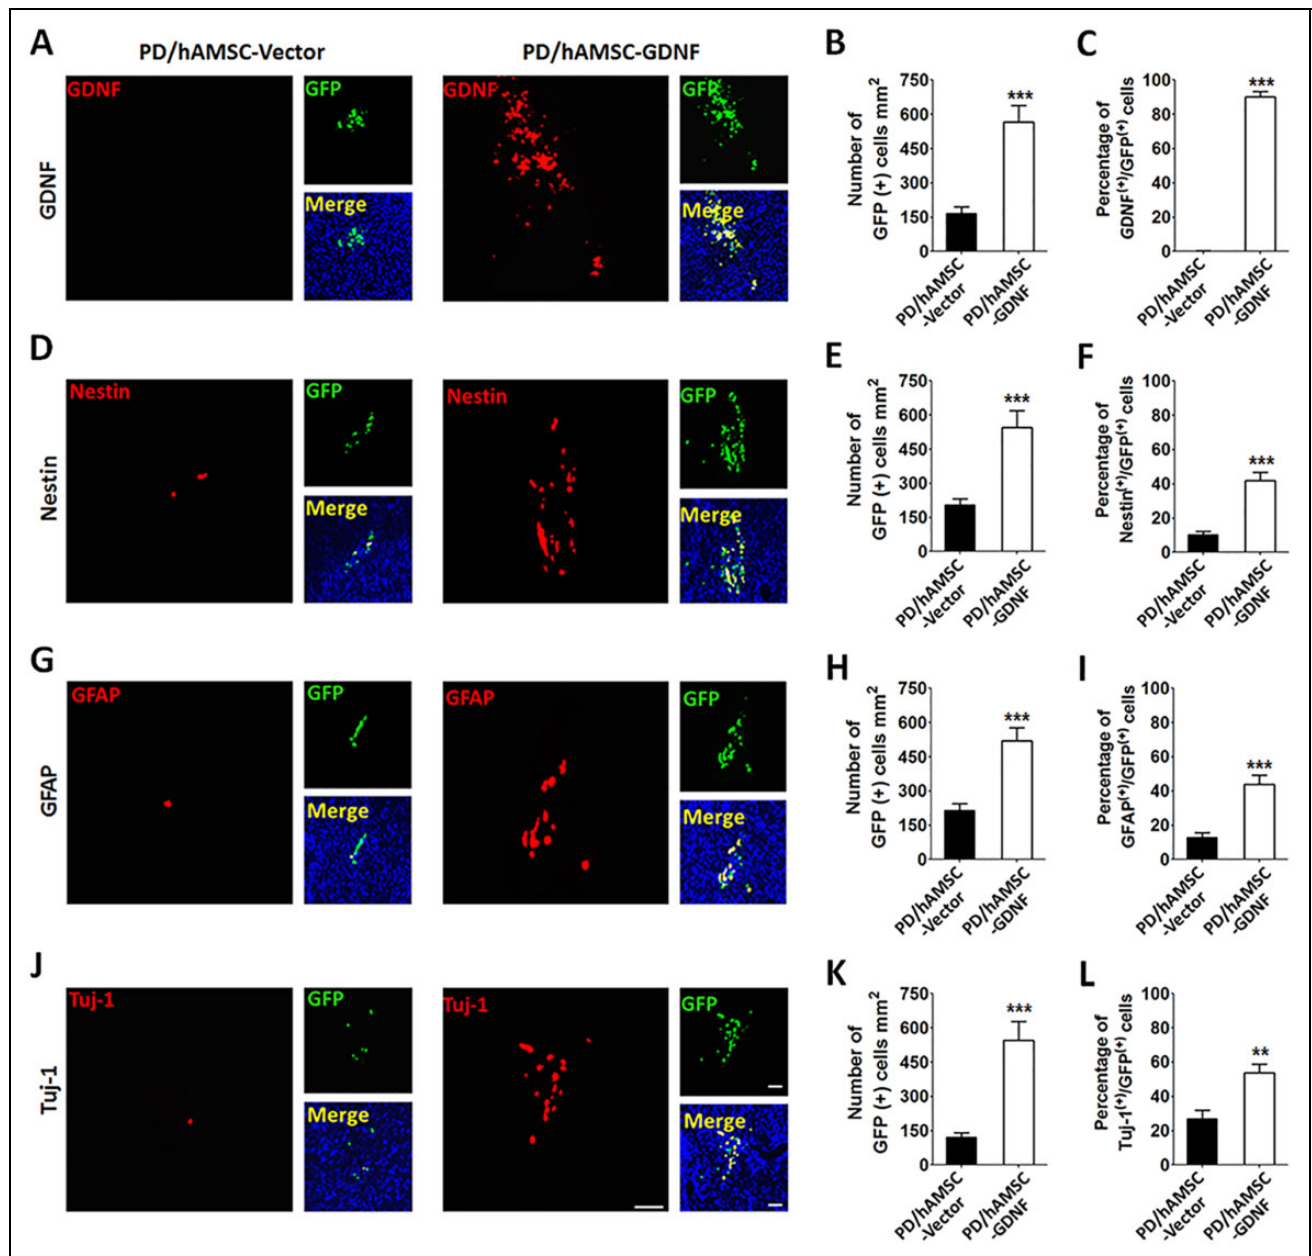 A
PD/hAMSC-Vector
PD/hAMSC-GDNF
GDNF
GDNF
GFP
Merge
GDNF
GFP
Merge
B
Number of
GFP (+) cells mm²
750
600
450
300
150
0
***
PD/hAMSC
-Vector
PD/hAMSC
-GDNF
C
Percentage of
GDNF(+)/GFP(+) cells
100
80
60
40
20
0
***
PD/hAMSC
-Vector
PD/hAMSC
-GDNF
D
Nestin
Nestin
GFP
Merge
Nestin
GFP
Merge
E
Number of
GFP (+) cells mm²
750
600
450
300
150
0
***
PD/hAMSC
-Vector
PD/hAMSC
-GDNF
F
Percentage of
Nestin(+)/GFP(+) cells
100
80
60
40
20
0
***
PD/hAMSC
-Vector
PD/hAMSC
-GDNF
G
GFAP
GFAP
GFP
Merge
GFAP
GFP
Merge
H
Number of
GFP (+) cells mm²
750
600
450
300
150
0
***
PD/hAMSC
-Vector
PD/hAMSC
-GDNF
I
Percentage of
GFAP(+)/GFP(+) cells
100
80
60
40
20
0
***
PD/hAMSC
-Vector
PD/hAMSC
-GDNF
J
Tuj-1
Tuj-1
GFP
Merge
Tuj-1
GFP
Merge
K
Number of
GFP (+) cells mm²
750
600
450
300
150
0
***
PD/hAMSC
-Vector
PD/hAMSC
-GDNF
L
Percentage of
Tuj-1(+)/GFP(+) cells
100
80
60
40
20
0
**
PD/hAMSC
-Vector
PD/hAMSC
-GDNF